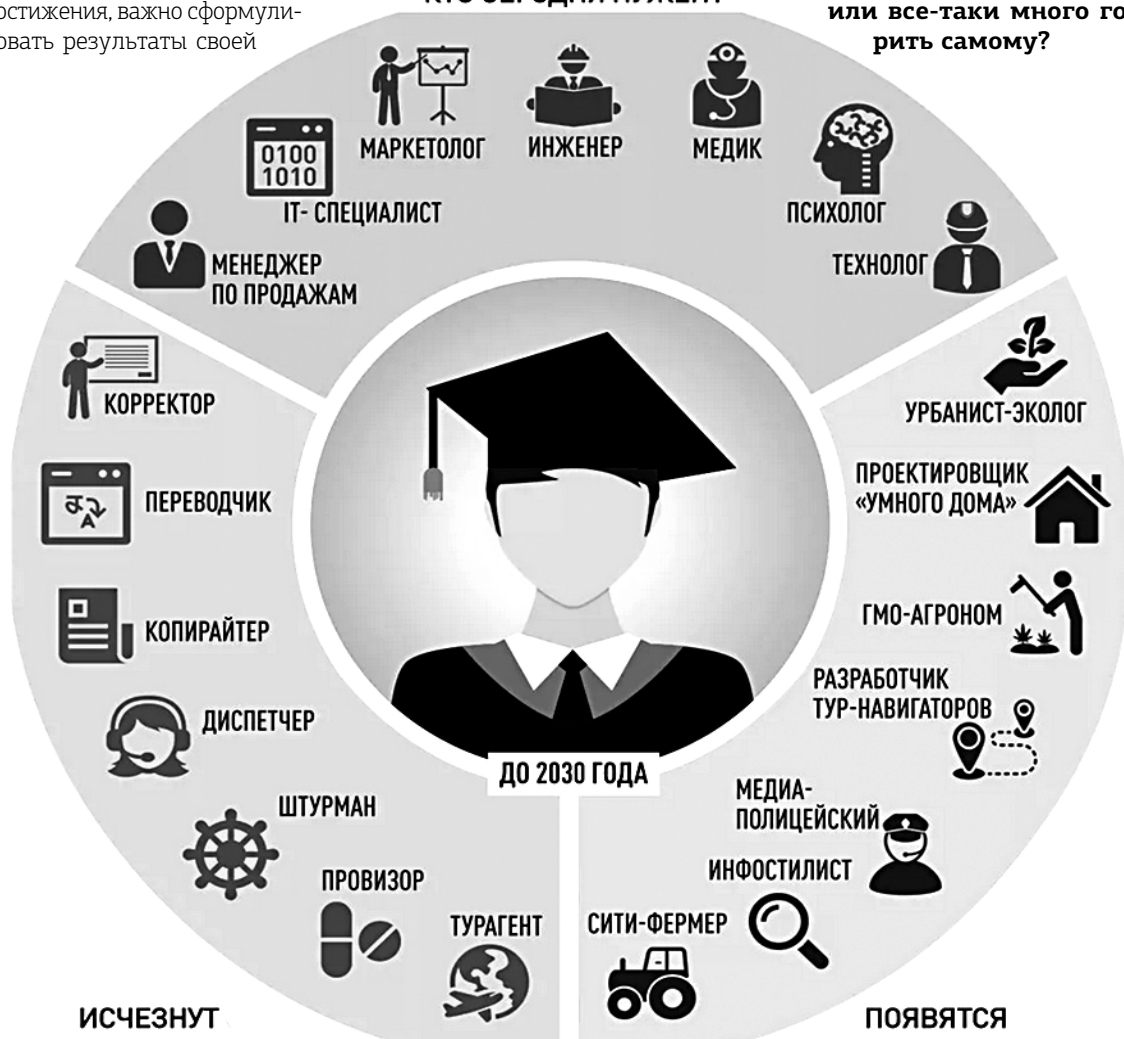 остижения, важно сформули-
овать результаты своей
или все-таки много го
рить самому?
МАРКЕТОЛОГ
ИНЖЕНЕР
МЕДИК
0100
1010
IT- СПЕЦИАЛИСТ
ПСИХОЛОГ
МЕНЕДЖЕР
ПО ПРОДАЖАМ
ТЕХНОЛОГ
КОРРЕКТОР
ПЕРЕВОДЧИК
A
КОПИРАЙТЕР
ДИСПЕТЧЕР
ШТУРМАН
ПРОВИЗОР
ТУРАГЕНТ
ИСЧЕЗНУТ
ДО 2030 ГОДА
УРБАНИСТ-ЭКОЛОГ
ПРОЕКТИРОВЩИК
«УМНОГО ДОМА»
ГМО-АГРОНОМ
РАЗРАБОТЧИК
ТУР-НАВИГАТОРОВ
МЕДИА-
ПОЛИЦЕЙСКИЙ
ИНФОСТИЛИСТ
СИТИ-ФЕРМЕР
ПОЯВЯТСЯ